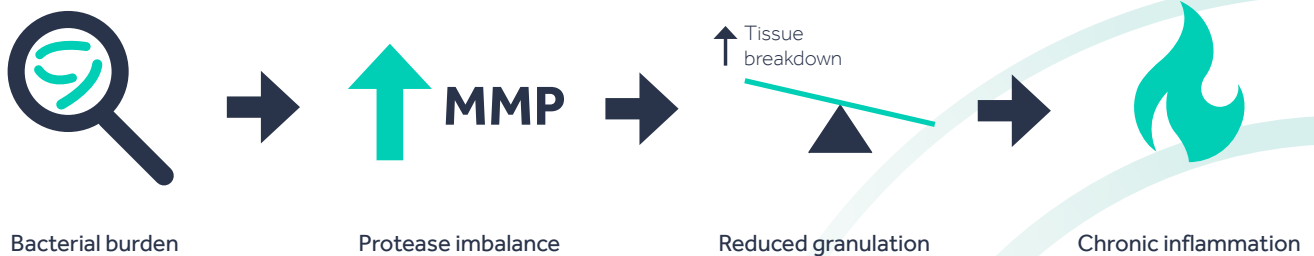 MMP
Tissue
breakdown
Bacterial burden
Protease imbalance
Reduced granulation
Chronic inflammation